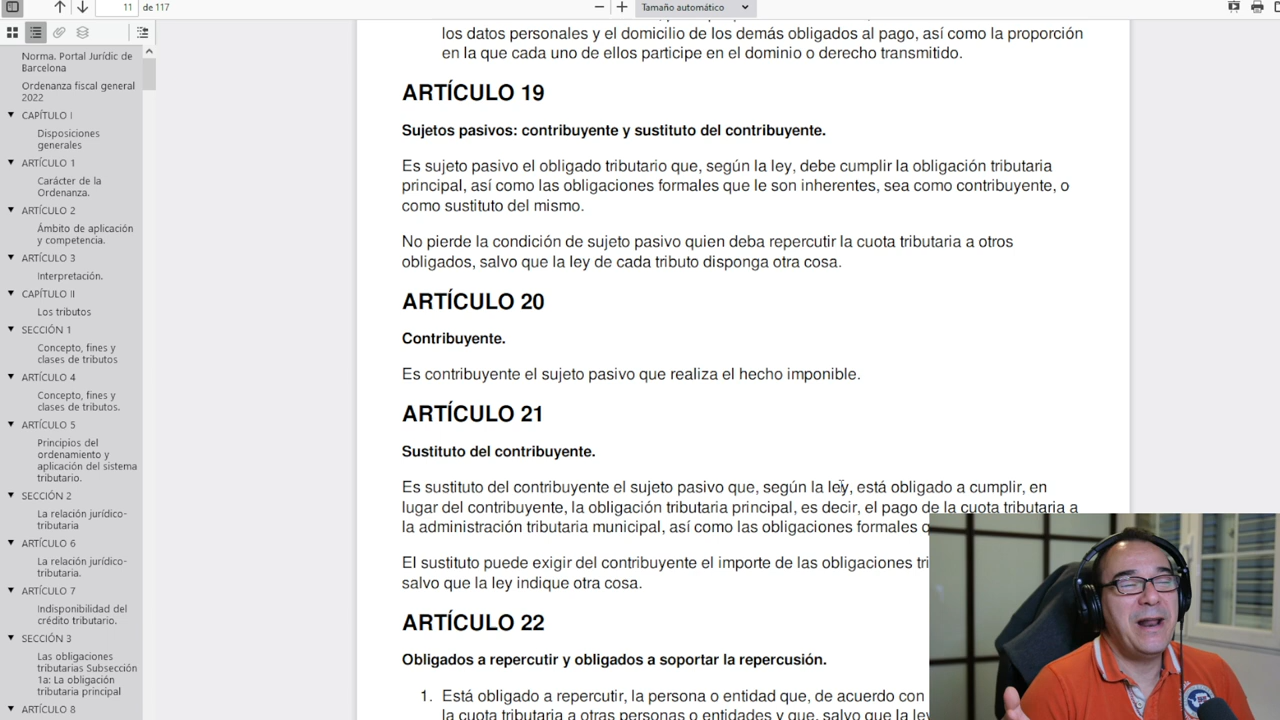 11 de 117
Tamaño automático
Norma. Portal Jurídic de
Barcelona
Ordenanza fiscal general
2022
CAPÍTULO I
Disposiciones
generales
ARTÍCULO 1
Carácter de la
Ordenanza.
ARTÍCULO 2
Ámbito de aplicación
y competencia.
ARTÍCULO 3
Interpretación.
CAPÍTULO II
Los tributos
SECCIÓN 1
Concepto, fines y
clases de tributos
ARTÍCULO 4
Concepto, fines y
clases de tributos.
ARTÍCULO 5
Principios del
ordenamiento y
aplicación del sistema
tributario.
SECCIÓN 2
La relación jurídico-
tributaria
ARTÍCULO 6
La relación jurídico-
tributaria.
ARTÍCULO 7
Indisponibilidad del
crédito tributario.
SECCIÓN 3
Las obligaciones
tributarias Subsección
1a: La obligación
tributaria principal
ARTÍCULO 8
los datos personales y el domicilio de los demás obligados al pago, así como la proporción
en la que cada uno de ellos participe en el dominio o derecho transmitido.
ARTÍCULO 19
Sujetos pasivos: contribuyente y sustituto del contribuyente.
Es sujeto pasivo el obligado tributario que, según la ley, debe cumplir la obligación tributaria
principal, así como las obligaciones formales que le son inherentes, sea como contribuyente, o
como sustituto del mismo.
No pierde la condición de sujeto pasivo quien deba repercutir la cuota tributaria a otros
obligados, salvo que la ley de cada tributo disponga otra cosa.
ARTÍCULO 20
Contribuyente.
Es contribuyente el sujeto pasivo que realiza el hecho imponible.
ARTÍCULO 21
Sustituto del contribuyente.
Es sustituto del contribuyente el sujeto pasivo que, según la ley, está obligado a cumplir, en
lugar del contribuyente, la obligación tributaria principal, es decir, el pago de la cuota tributaria a
la administración tributaria municipal, así como las obligaciones formales
El sustituto puede exigir del contribuyente el importe de las obligaciones
salvo que la ley indique otra cosa.
ARTÍCULO 22
Obligados a repercutir y obligados a soportar la repercusión.
1. Está obligado a repercutir, la persona o entidad que, de acuerdo con
la cuota tributaria a otras personas o entidades y que, salvo que la ley